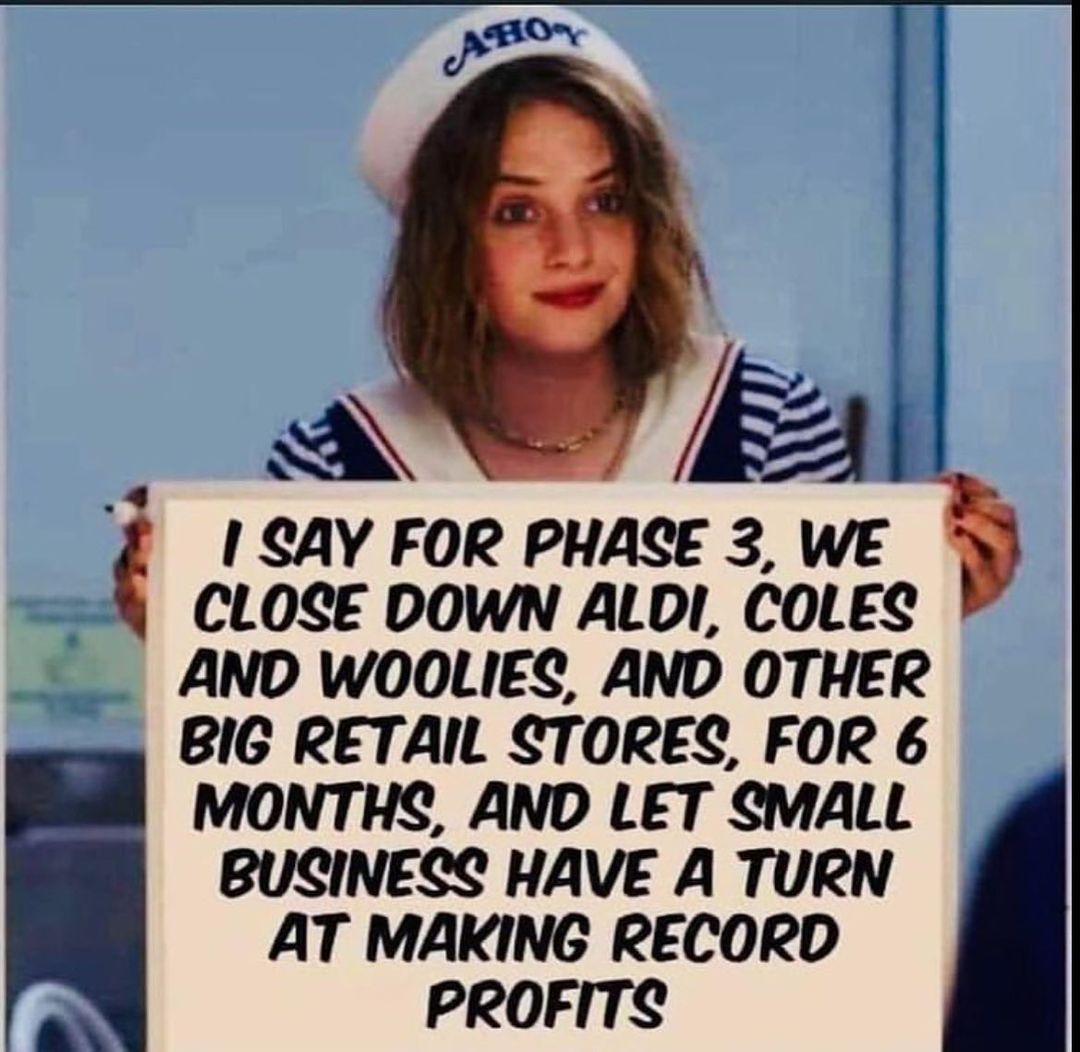 AHOY
I SAY FOR PHASE 3, WE
CLOSE DOWN ALDI, COLES
AND WOOLIES, AND OTHER
BIG RETAIL STORES, FOR 6
MONTHS, AND LET SMALL
BUSINESS HAVE A TURN
AT MAKING RECORD
PROFITS